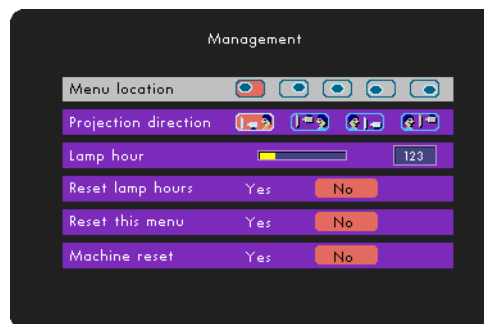 Management
Menu location
Projection direction
Lamp hour 123
Reset lamp hours Yes No
Reset this menu Yes No
Machine reset Yes No